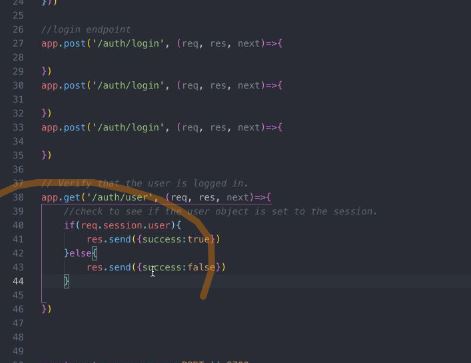 24 }))
25
26 //login endpoint
27 app.post('/auth/login', (req, res, next)=>{
28
29 })
30 app.post('/auth/login', (req, res, next)=>{
31
32 })
33 app.post('/auth/login', (req, res, next)=>{
34
35 })
36
37 // Verify that the user is logged in.
38 app.get('/auth/user', (req, res, next)=>{
39 //check to see if the user object is set to the session.
40 if(req.session.user){
41 res.send({success:true})
42 }else{
43 res.send({success:false})
44 }
45
46 })
47
48
49